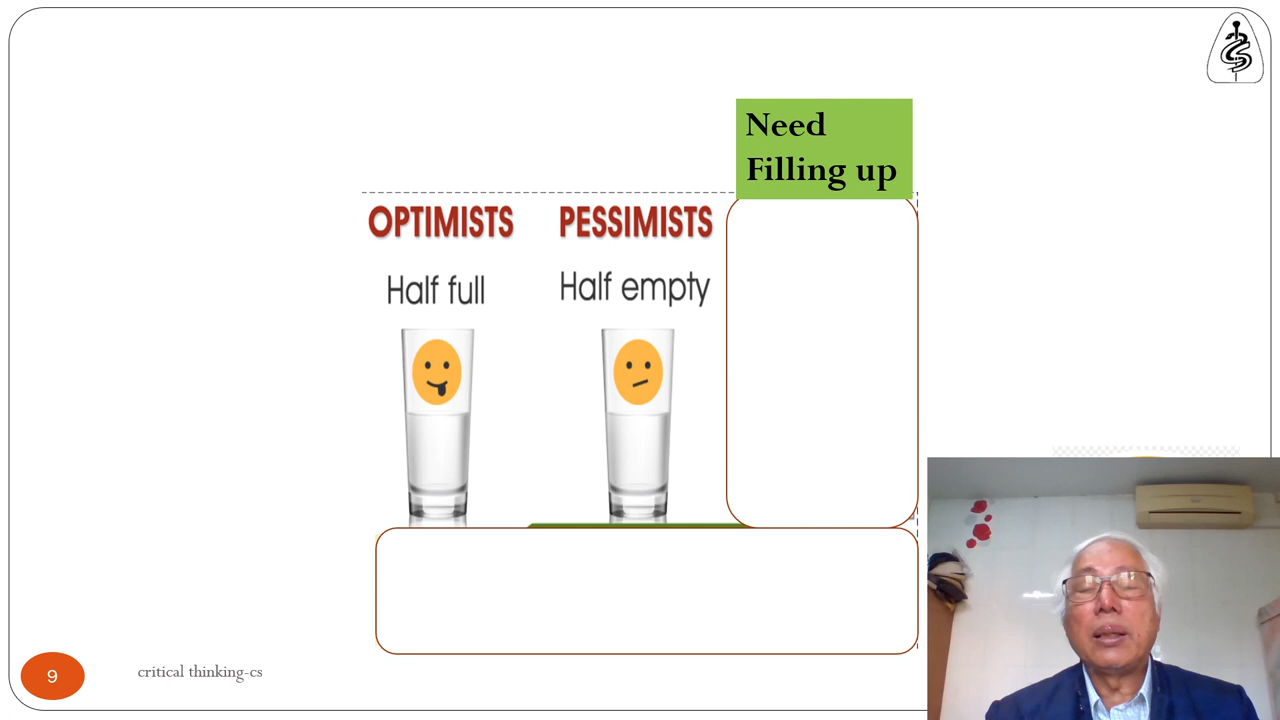 Need
Filling up
OPTIMISTS
PESSIMISTS
Half full
Half empty
9
critical thinking-cs